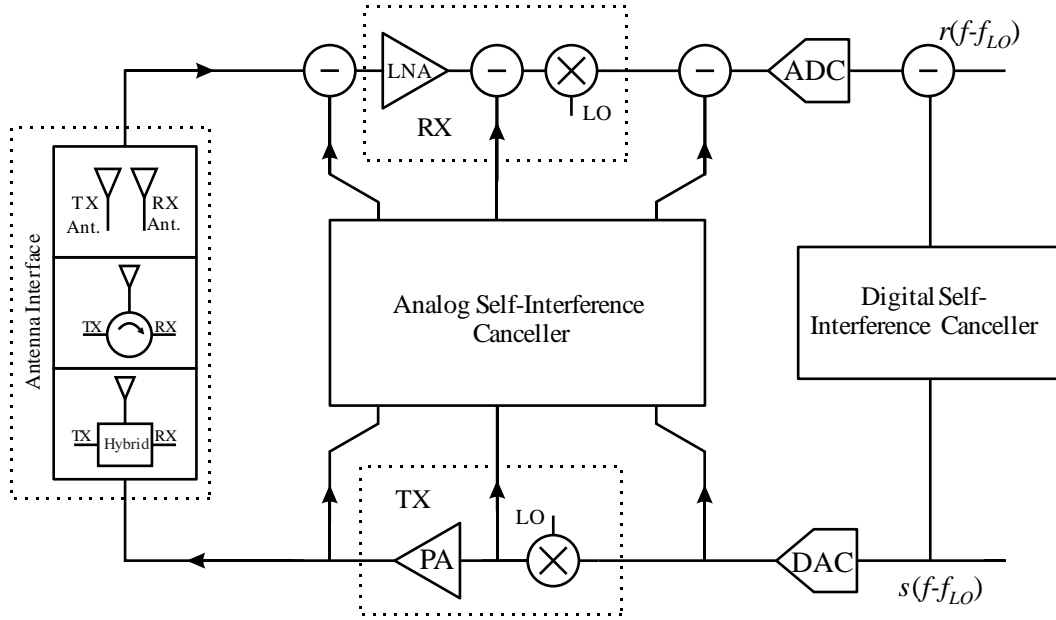 r(f-f_LO)
LNA
ADC
LO
RX
TX
Ant.
RX
Ant.
Antenna Interface
TX
RX
TX
Hybrid
RX
Analog Self-Interference
Canceller
Digital Self-
Interference Canceller
TX
LO
PA
DAC
s(f-f_LO)